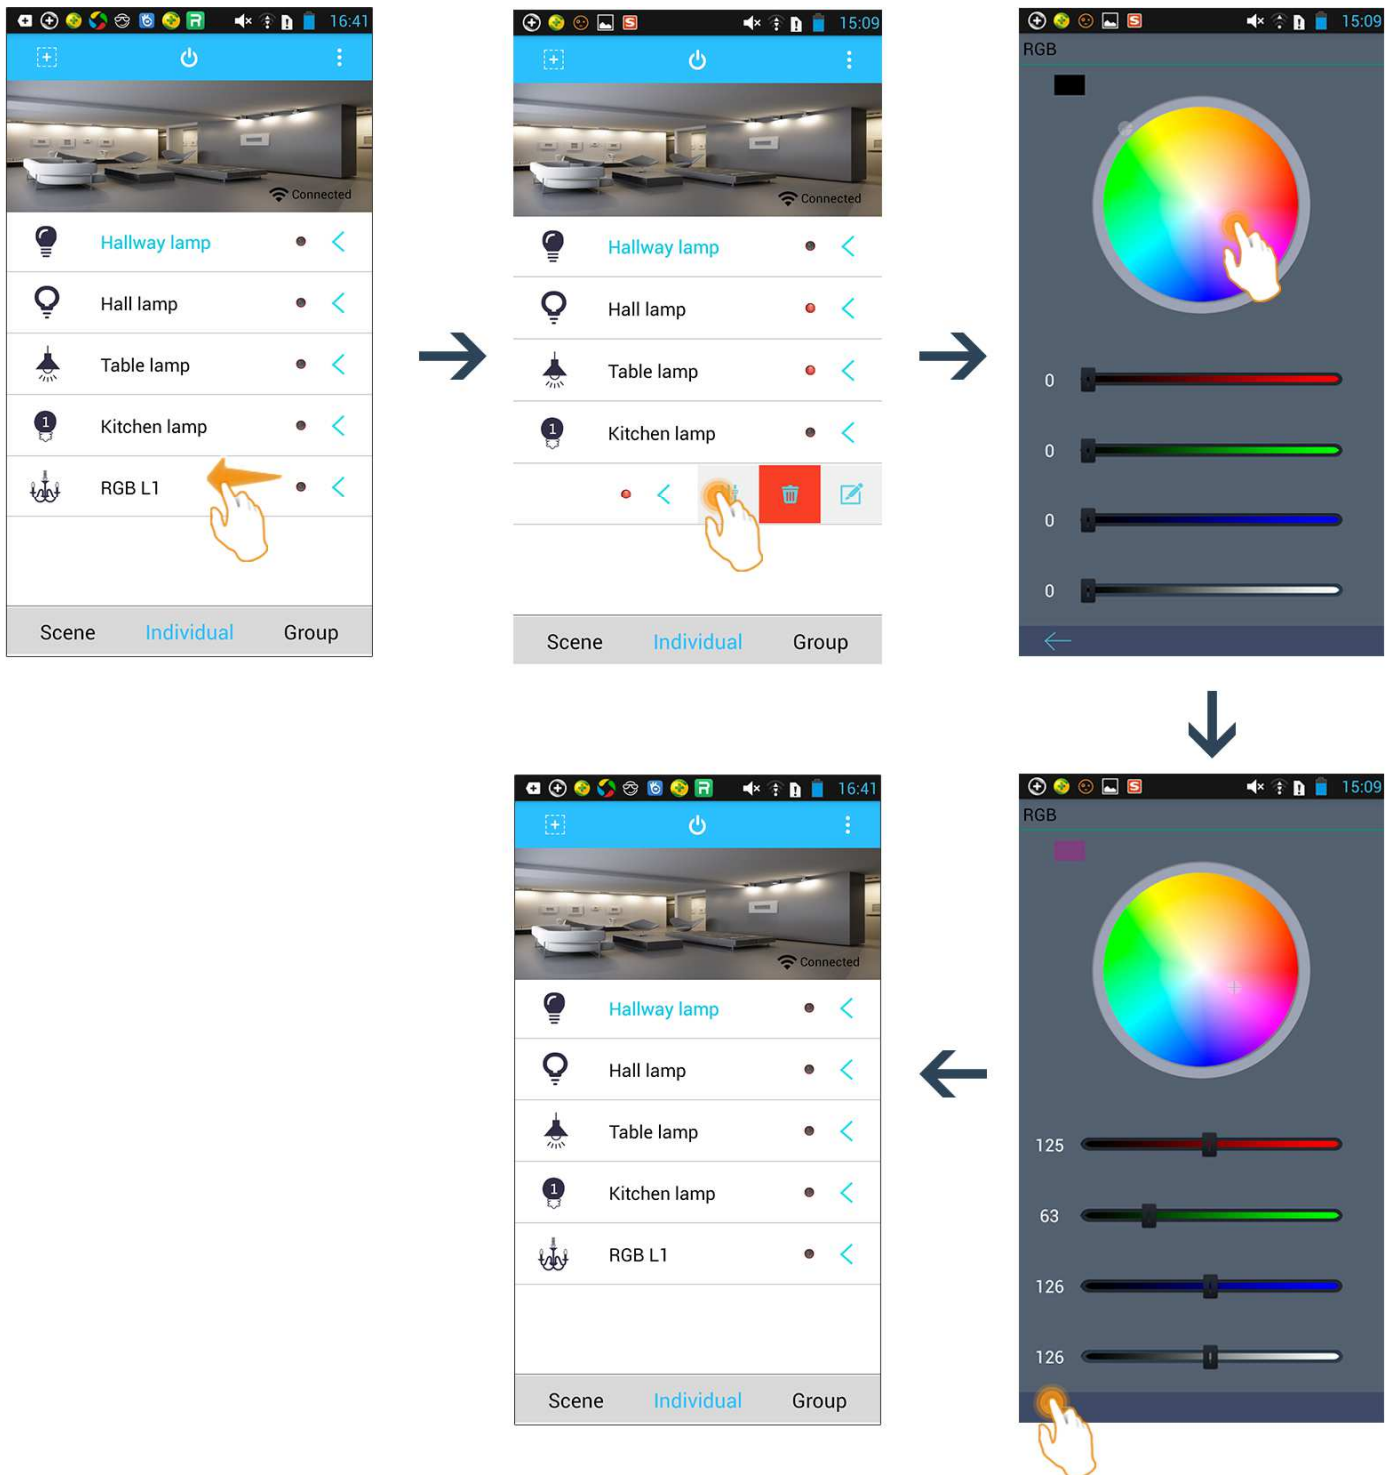 16:41
Connected
Hallway lamp
Hall lamp
Table lamp
1
Kitchen lamp
RGB L1
Scene Individual Group
S
15:09
Connected
Hallway lamp
Hall lamp
Table lamp
1
Kitchen lamp
Scene Individual Group
S
15:09
RGB
0
0
0
0
16:41
Connected
Hallway lamp
Hall lamp
Table lamp
1
Kitchen lamp
RGB L1
Scene Individual Group
S
15:09
RGB
125
63
126
126